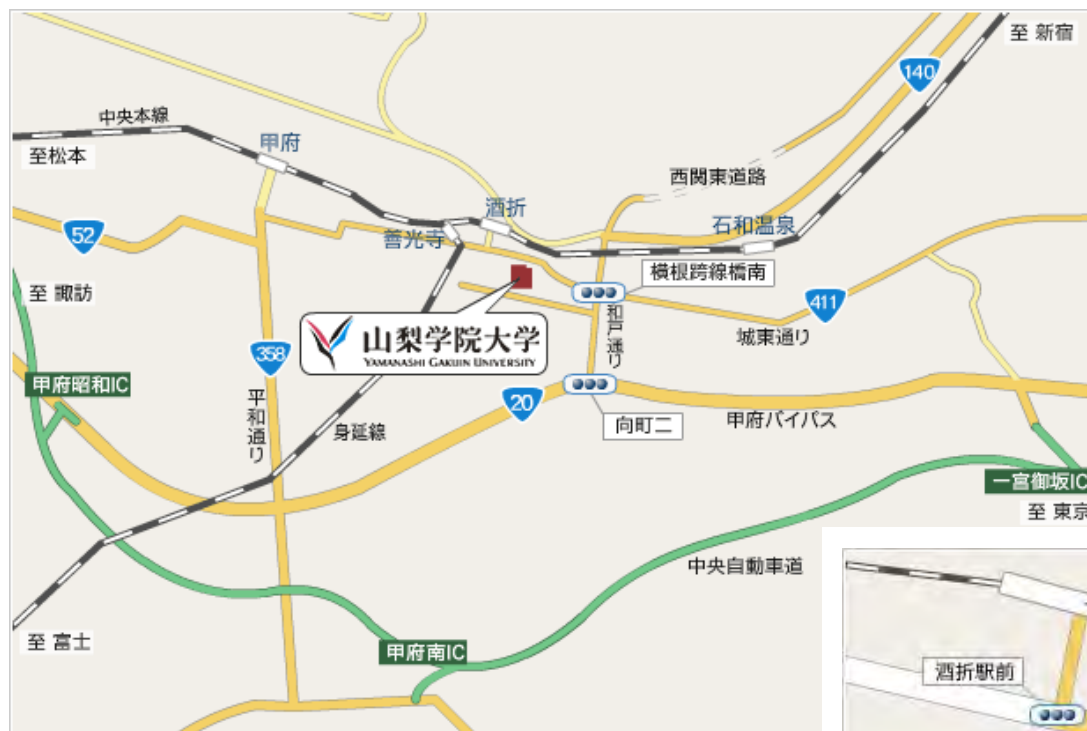 至 新宿
140
中央本線
甲府
至松本
西関東道路
酒折
石和温泉
52
善光寺
横根跨線橋南
至 諏訪
411
和戸通り
城東通り
山梨学院大学
YAMANASHI GAKUIN UNIVERSITY
358
甲府昭和IC
20
平和通り
向町二
甲府バイパス
身延線
一宮御坂IC
至 東京
中央自動車道
至 富士
甲府南IC
酒折駅前